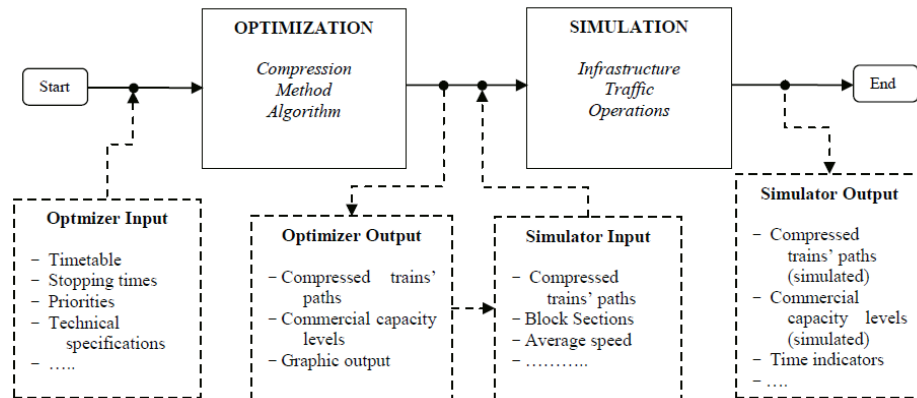 Start
OPTIMIZATION
Compression
Method
Algorithm
SIMULATION
Infrastructure
Traffic
Operations
End
Optmizer Input
− Timetable
− Stopping times
− Priorities
− Technical
specifications
− …..
Optimizer Output
− Compressed trains’
paths
− Commercial capacity
levels
− Graphic output
Simulator Input
− Compressed
trains’ paths
− Block Sections
− Average speed
− ………..
Simulator Output
− Compressed
trains’ paths
(simulated)
− Commercial
capacity levels
(simulated)
− Time indicators
− ….